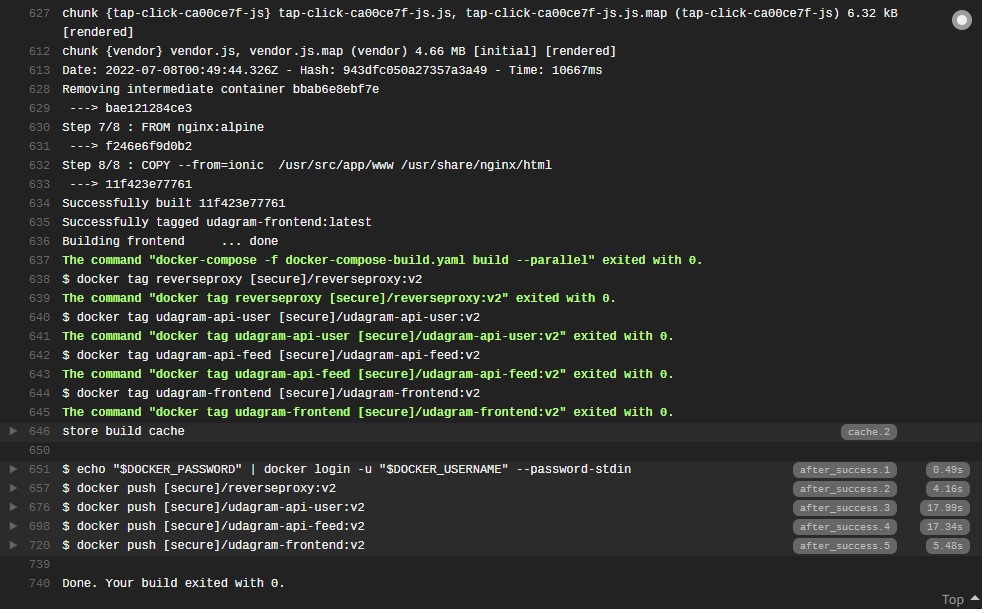 627 chunk {tap-click-ca00ce7f-js} tap-click-ca00ce7f-js.js, tap-click-ca00ce7f-js.js.map (tap-click-ca00ce7f-js) 6.32 kB
[rendered]
612 chunk {vendor} vendor.js, vendor.js.map (vendor) 4.66 MB [initial] [rendered]
613 Date: 2022-07-08T00:49:44.326Z - Hash: 943dfc050a27357a3a49 - Time: 10667ms
628 Removing intermediate container bbab6e8ebf7e
629  ---> bae121284ce3
630 Step 7/8 : FROM nginx:alpine
631  ---> f246e6f9d0b2
632 Step 8/8 : COPY --from=ionic  /usr/src/app/www /usr/share/nginx/html
633  ---> 11f423e77761
634 Successfully built 11f423e77761
635 Successfully tagged udagram-frontend:latest
636 Building frontend     ... done
637 The command "docker-compose -f docker-compose-build.yaml build --parallel" exited with 0.
638 $ docker tag reverseproxy [secure]/reverseproxy:v2
639 The command "docker tag reverseproxy [secure]/reverseproxy:v2" exited with 0.
640 $ docker tag udagram-api-user [secure]/udagram-api-user:v2
641 The command "docker tag udagram-api-user [secure]/udagram-api-user:v2" exited with 0.
642 $ docker tag udagram-api-feed [secure]/udagram-api-feed:v2
643 The command "docker tag udagram-api-feed [secure]/udagram-api-feed:v2" exited with 0.
644 $ docker tag udagram-frontend [secure]/udagram-frontend:v2
645 The command "docker tag udagram-frontend [secure]/udagram-frontend:v2" exited with 0.
646 store build cache cache.2
650
651 $ echo "$DOCKER_PASSWORD" | docker login -u "$DOCKER_USERNAME" --password-stdin after_success.1 0.49s
657 $ docker push [secure]/reverseproxy:v2 after_success.2 4.16s
676 $ docker push [secure]/udagram-api-user:v2 after_success.3 17.99s
698 $ docker push [secure]/udagram-api-feed:v2 after_success.4 17.34s
720 $ docker push [secure]/udagram-frontend:v2 after_success.5 5.48s
739
740 Done. Your build exited with 0.
Top